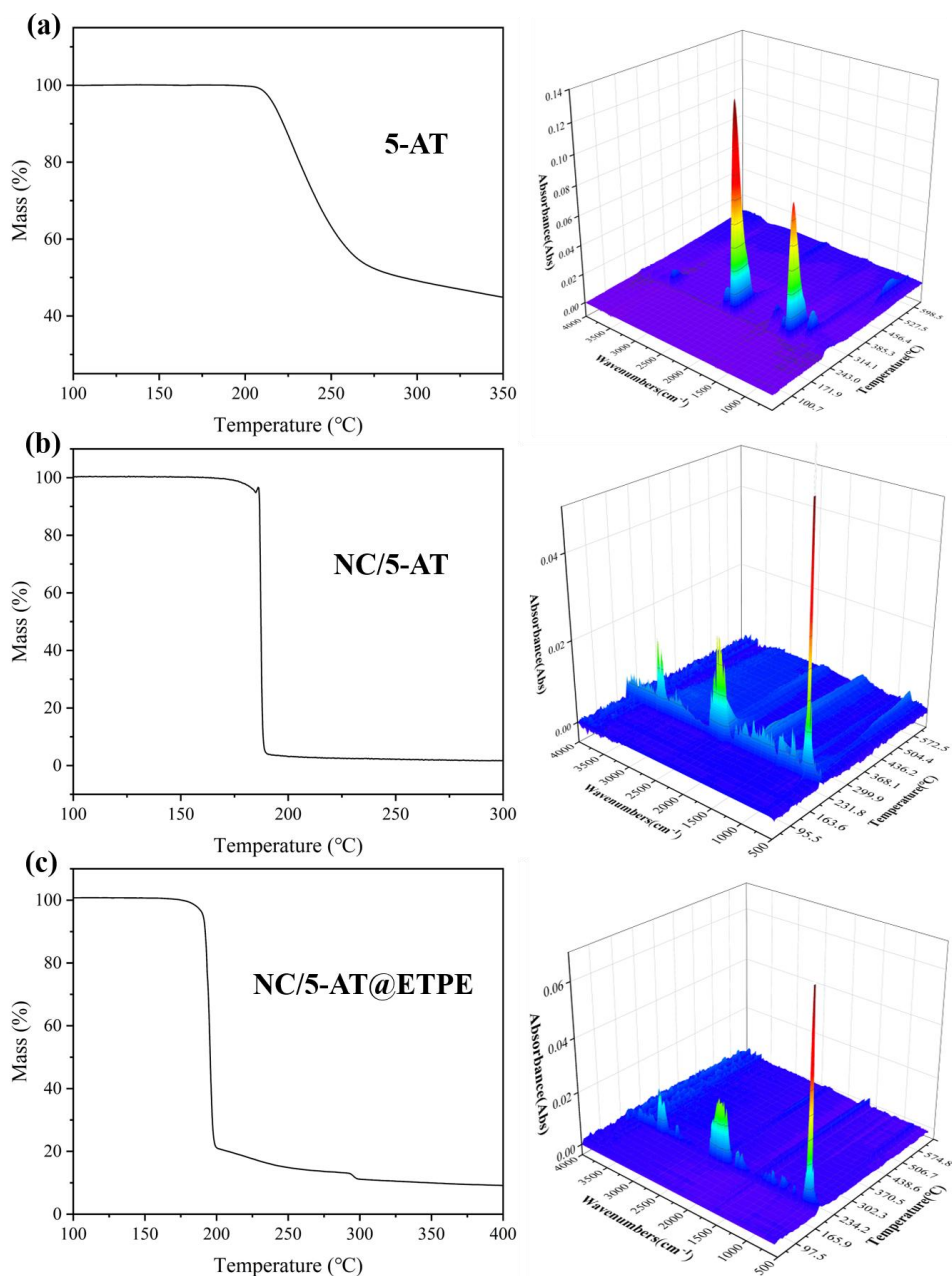 (a)
5-AT
Mass (%)
100
80
60
40
100 150 200 250 300 350
Temperature (℃)
Absorbance(Abs)
0.14
0.12
0.10
0.08
0.06
0.04
0.02
0.00
4000 3500 3000 2500 2000 1500 1000
Wavenumbers(cm⁻¹)
100.7 171.9 243.0 314.1 385.3 456.4 527.5 598.5
Temperature(℃)
(b)
NC/5-AT
Mass (%)
100
80
60
40
20
0
100 150 200 250 300
Temperature (℃)
Absorbance(Abs)
0.04
0.02
0.00
4000 3500 3000 2500 2000 1500 1000 500
Wavenumbers(cm⁻¹)
95.5 163.6 231.8 299.9 368.1 436.2 504.4 572.5
Temperature(℃)
(c)
NC/5-AT@ETPE
Mass (%)
100
80
60
40
20
0
100 150 200 250 300 350 400
Temperature (℃)
Absorbance(Abs)
0.06
0.04
0.02
0.00
4000 3500 3000 2500 2000 1500 1000 500
Wavenumbers(cm⁻¹)
97.5 165.9 234.2 302.3 370.5 438.6 506.7 574.8
Temperature(℃)